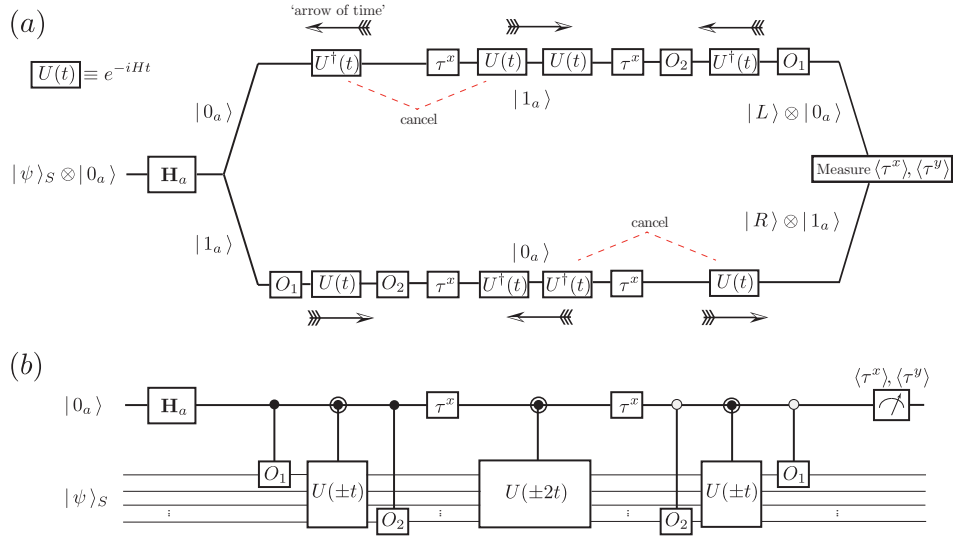 (a)
'arrow of time'
U(t) ≡ e^{-iHt}
U†(t) τ^x U(t) U(t) τ^x O_2 U†(t) O_1
cancel
|1_a⟩
|0_a⟩
|L⟩⊗|0_a⟩
|ψ⟩_S⊗|0_a⟩ H_a
Measure ⟨τ^x⟩,⟨τ^y⟩
|1_a⟩
|R⟩⊗|1_a⟩
|0_a⟩
cancel
O_1 U(t) O_2 τ^x U†(t) U†(t) τ^x U(t)
(b)
⟨τ^x⟩,⟨τ^y⟩
|0_a⟩ H_a τ^x τ^x
O_1 O_1
|ψ⟩_S U(±t) U(±2t) U(±t)
O_2 O_2